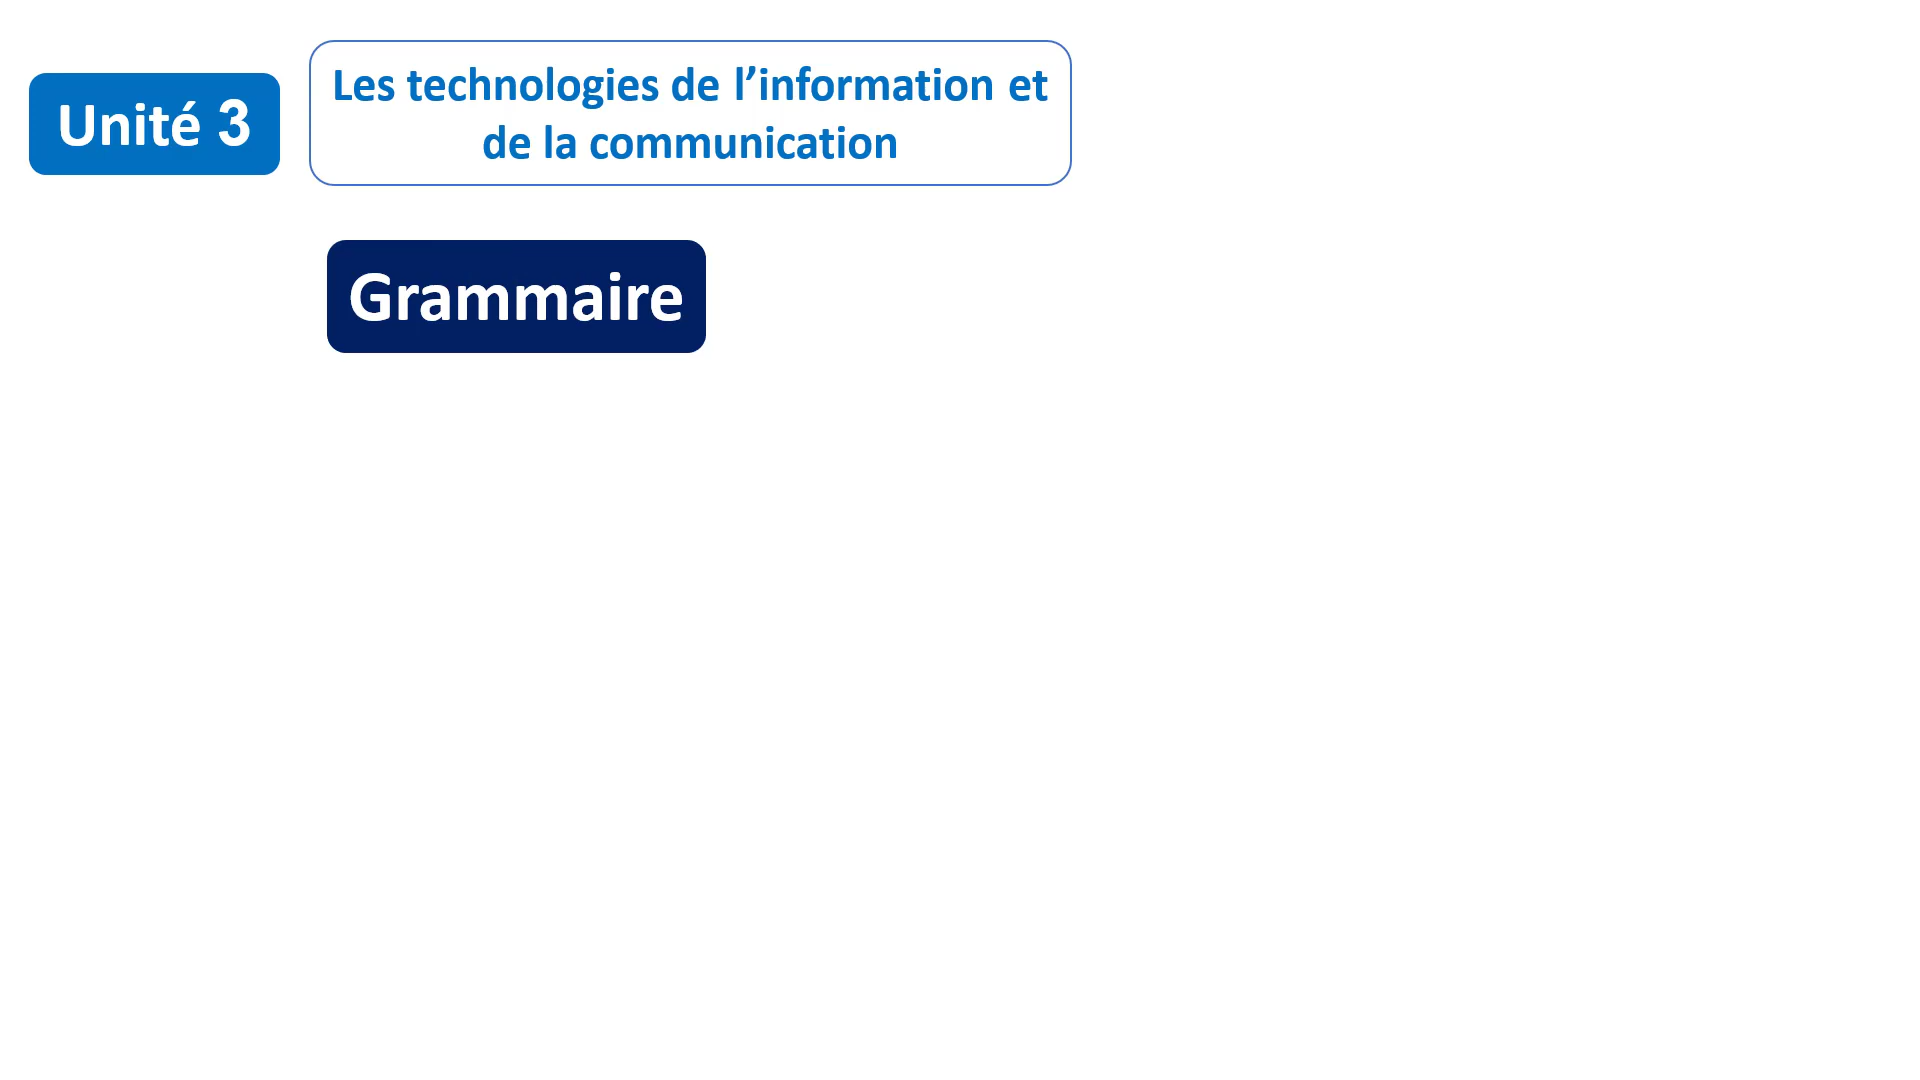 Unité 3
Les technologies de l’information et
de la communication
Grammaire